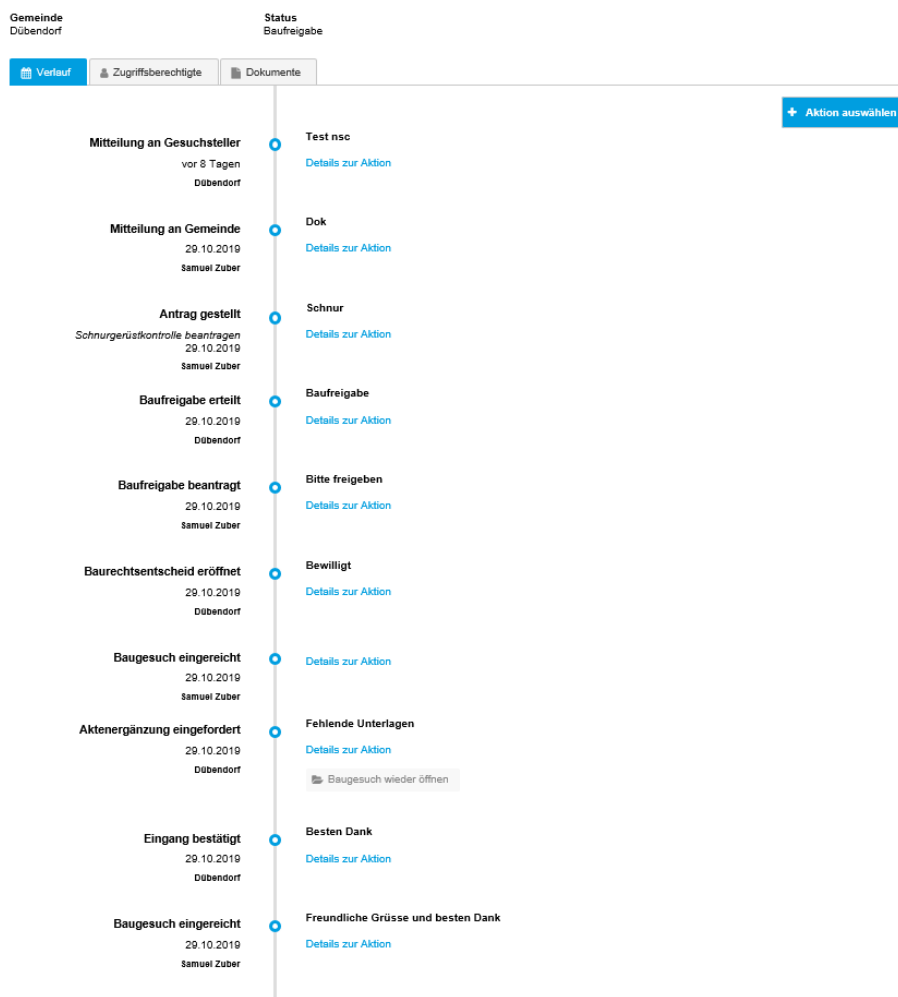 Gemeinde
Dübendorf
Status
Baufreigabe
Verlauf
Zugriffsberechtigte
Dokumente
+ Aktion auswählen
Mitteilung an Gesuchsteller
vor 8 Tagen
Dübendorf
Test nsc
Details zur Aktion
Mitteilung an Gemeinde
29.10.2019
Samuel Zuber
Dok
Details zur Aktion
Antrag gestellt
Schnurgerüstkontrolle beantragen
29.10.2019
Samuel Zuber
Schnur
Details zur Aktion
Baufreigabe erteilt
29.10.2019
Dübendorf
Baufreigabe
Details zur Aktion
Baufreigabe beantragt
29.10.2019
Samuel Zuber
Bitte freigeben
Details zur Aktion
Baurechtsentscheid eröffnet
29.10.2019
Dübendorf
Bewilligt
Details zur Aktion
Baugesuch eingereicht
29.10.2019
Samuel Zuber
Details zur Aktion
Aktenergänzung eingefordert
29.10.2019
Dübendorf
Fehlende Unterlagen
Details zur Aktion
Baugesuch wieder öffnen
Eingang bestätigt
29.10.2019
Dübendorf
Besten Dank
Details zur Aktion
Baugesuch eingereicht
29.10.2019
Samuel Zuber
Freundliche Grüsse und besten Dank
Details zur Aktion